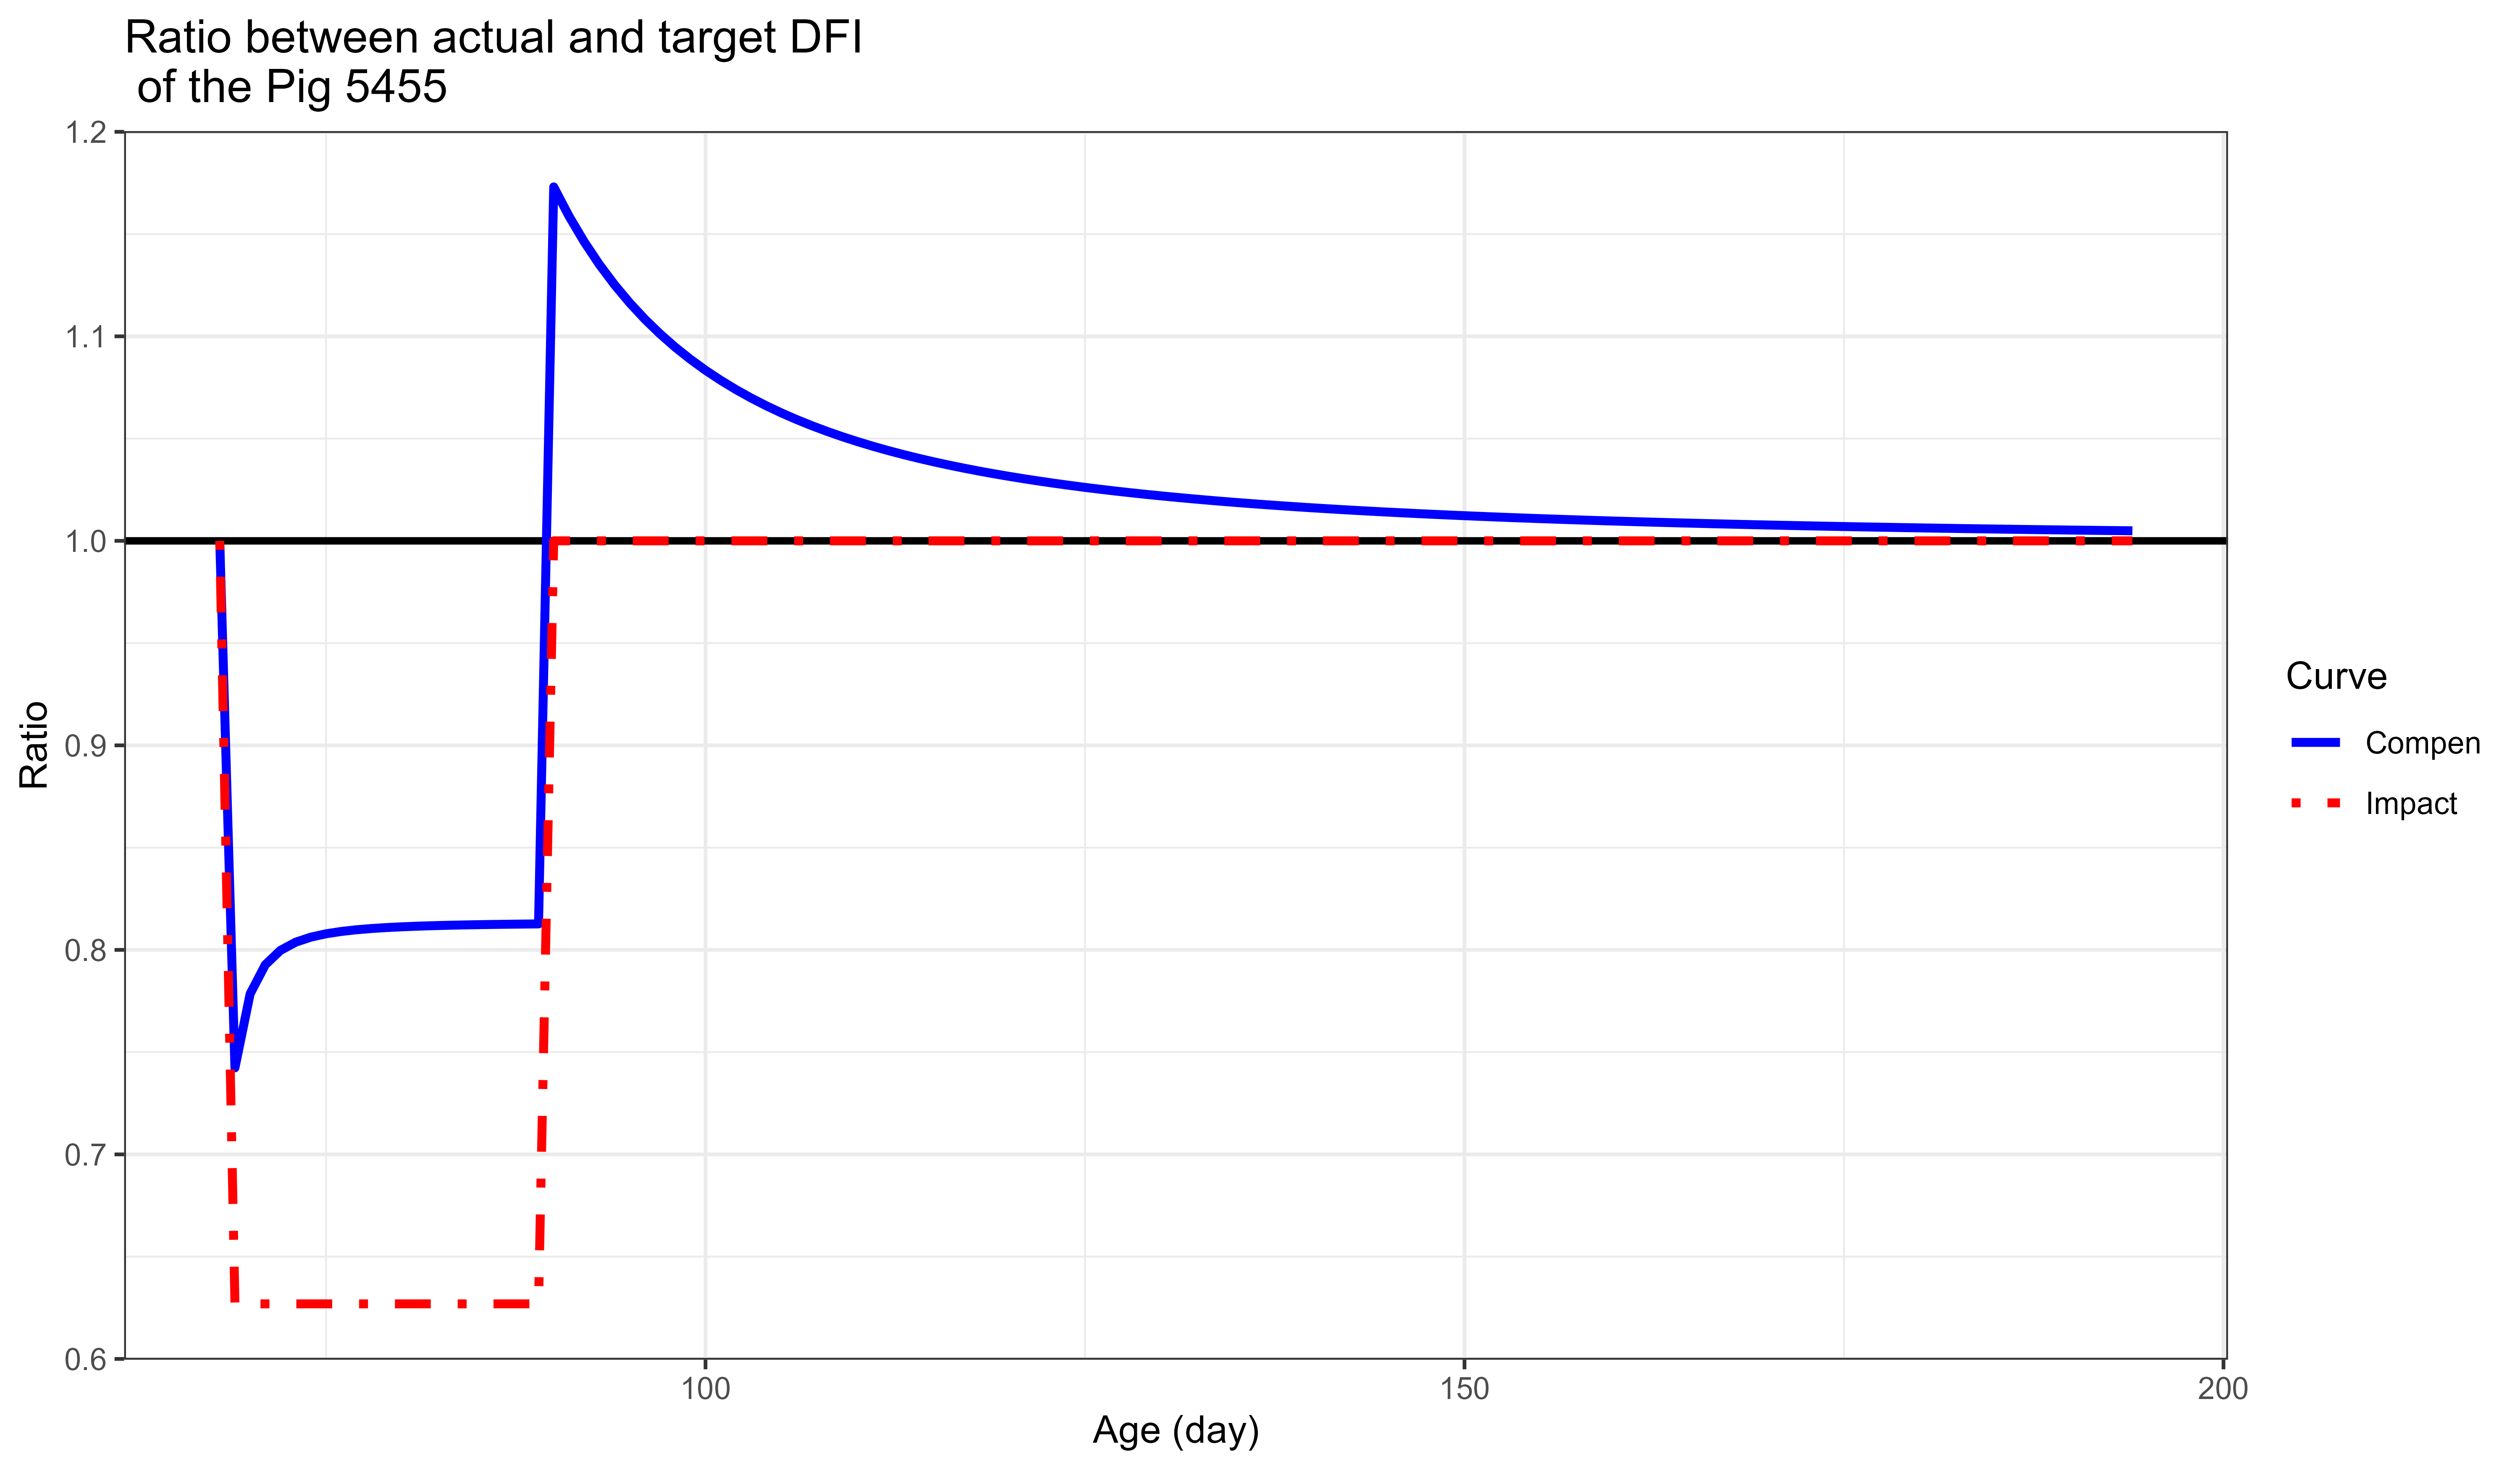 Ratio between actual and target DFI
of the Pig 5455
1.2
1.1
1.0
0.9
0.8
0.7
0.6
Ratio
100
150
200
Age (day)
Curve
Compen
Impact